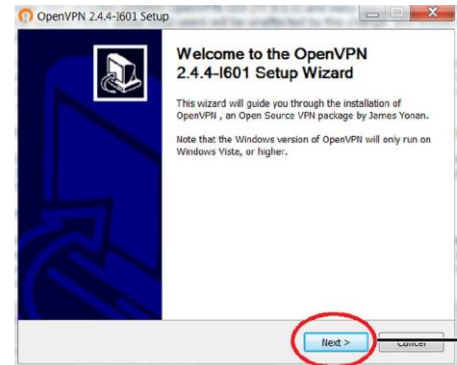 OpenVPN 2.4.4-I601 Setup
Welcome to the OpenVPN
2.4.4-I601 Setup Wizard
This wizard will guide you through the installation of
OpenVPN , an Open Source VPN package by James Yonan.
Note that the Windows version of OpenVPN will only run on
Windows Vista, or higher.
Next >
Cancel